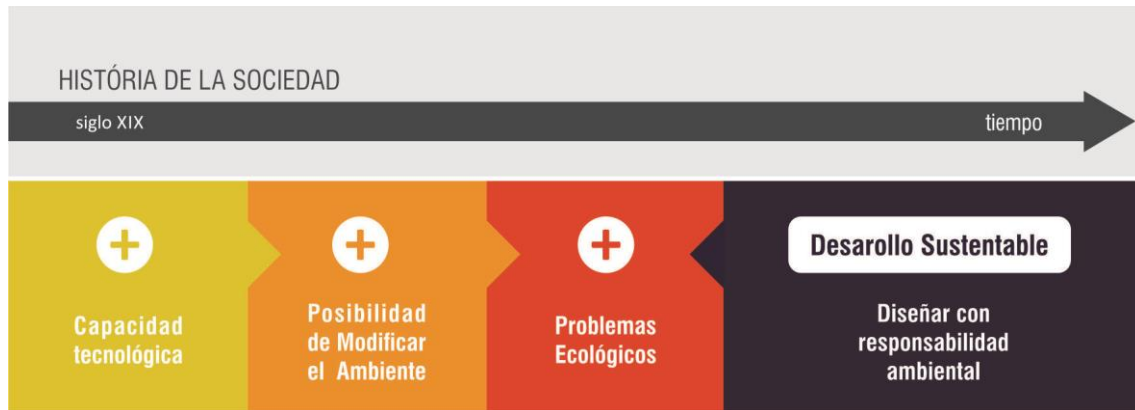 HISTÓRIA DE LA SOCIEDAD
siglo XIX
tiempo
+
Capacidad
tecnológica
+
Posibilidad
de Modificar
el Ambiente
+
Problemas
Ecológicos
Desarollo Sustentable
Diseñar con
responsabilidad
ambiental